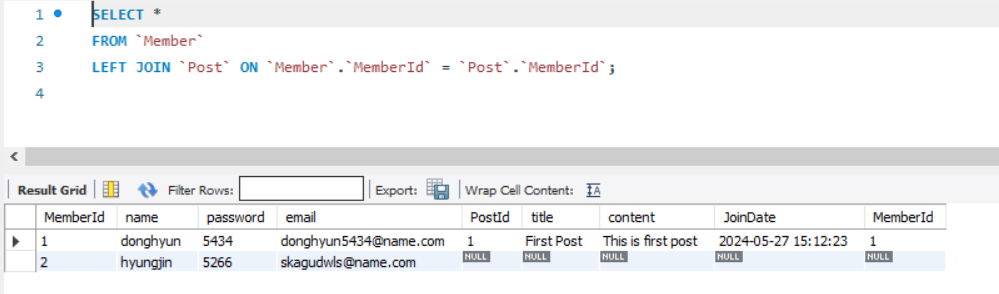 1 SELECT *
2 FROM `Member`
3 LEFT JOIN `Post` ON `Member`.`MemberId` = `Post`.`MemberId`;
4
Result Grid Filter Rows: Export: Wrap Cell Content: IA
MemberId name password email PostId title content JoinDate MemberId
1 donghyun 5434 donghyun5434@name.com 1 First Post This is first post 2024-05-27 15:12:23 1
2 hyungjin 5266 skagudwls@name.com NULL NULL NULL NULL NULL